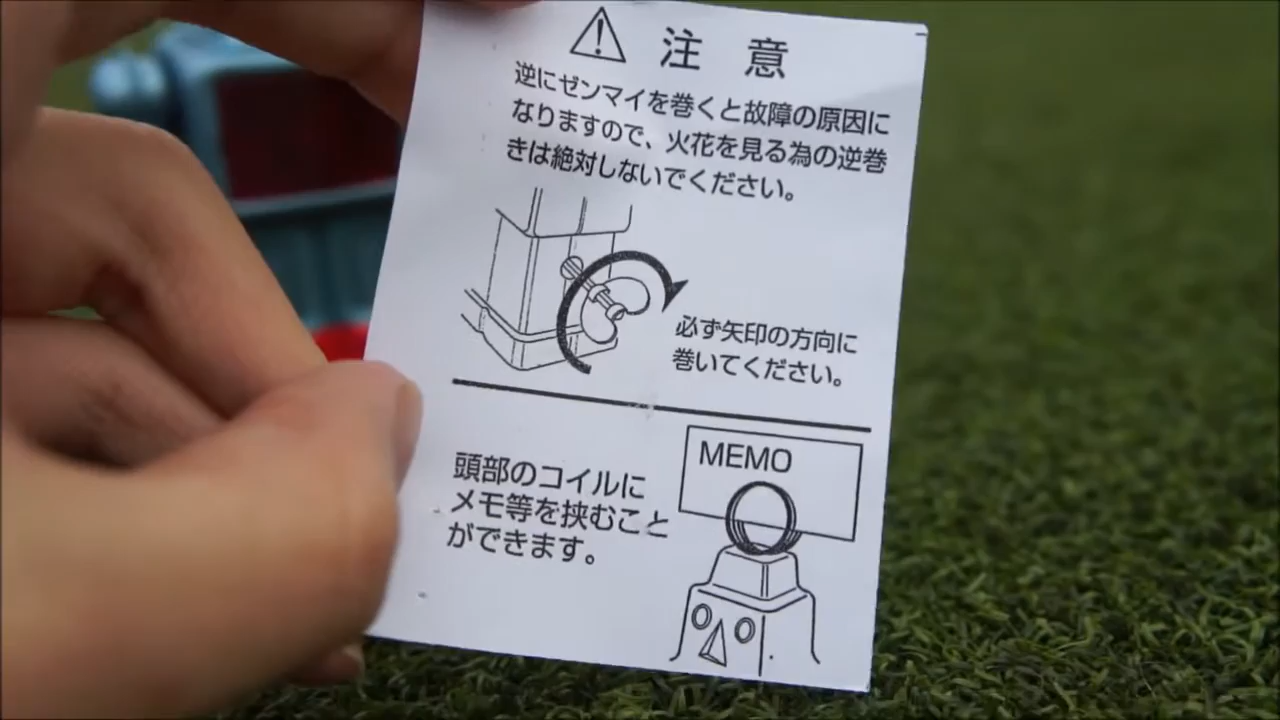 注意
逆にゼンマイを巻くと故障の原因に
なりますので、火花を見る為の逆巻
きは絶対しないでください。
必ず矢印の方向に
巻いてください。
MEMO
頭部のコイルに
メモ等を挟むこと
ができます。